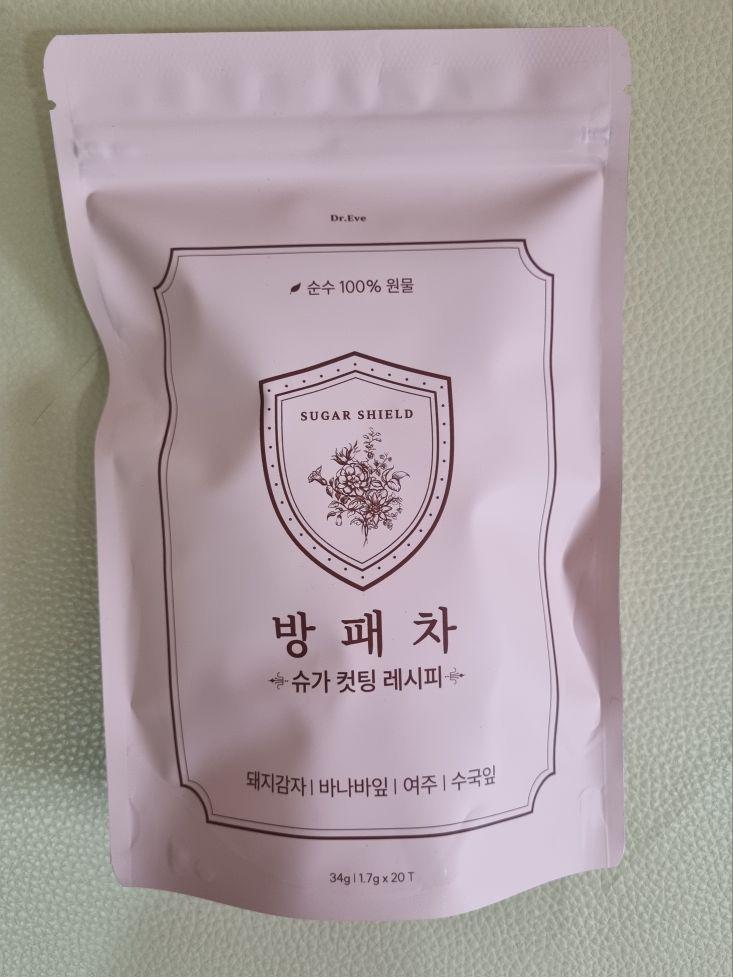 Dr.Eve
순수 100% 원물
SUGAR SHIELD
방패차
슈가 컷팅 레시피
돼지감자 | 바나바잎 | 여주 | 수국잎
34g | 1.7g x 20 T